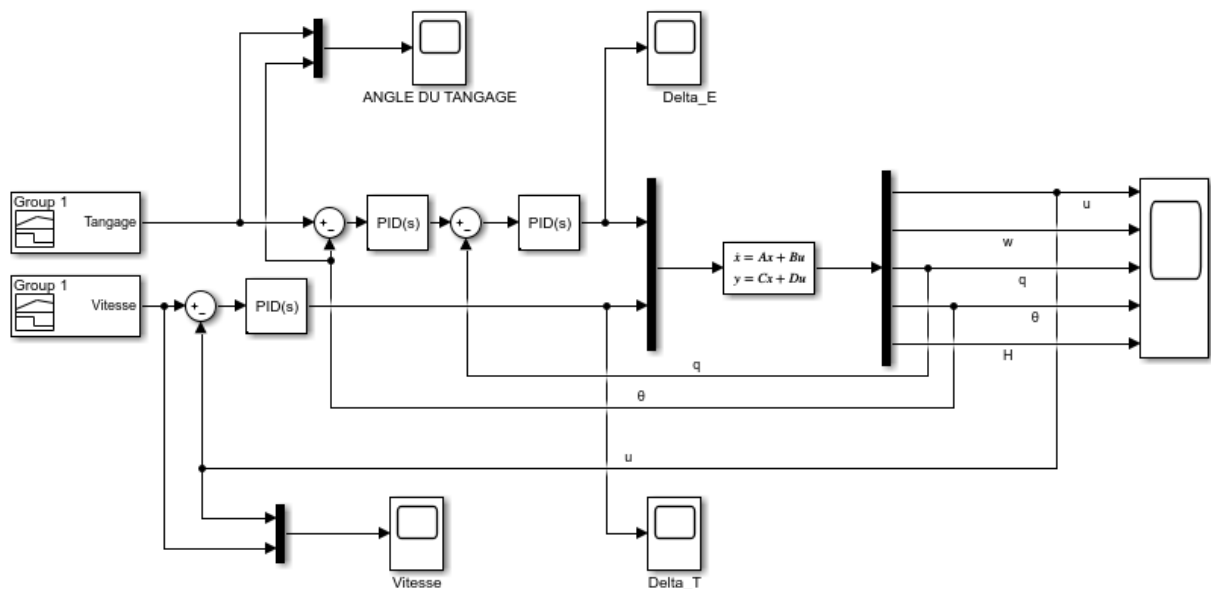 ANGLE DU TANGAGE
Delta_E
Group 1
Tangage
+
-
PID(s)
+
-
PID(s)
Group 1
Vitesse
+
-
PID(s)
ẋ = Ax + Bu
y = Cx + Du
u
w
q
θ
H
q
θ
u
Vitesse
Delta_T